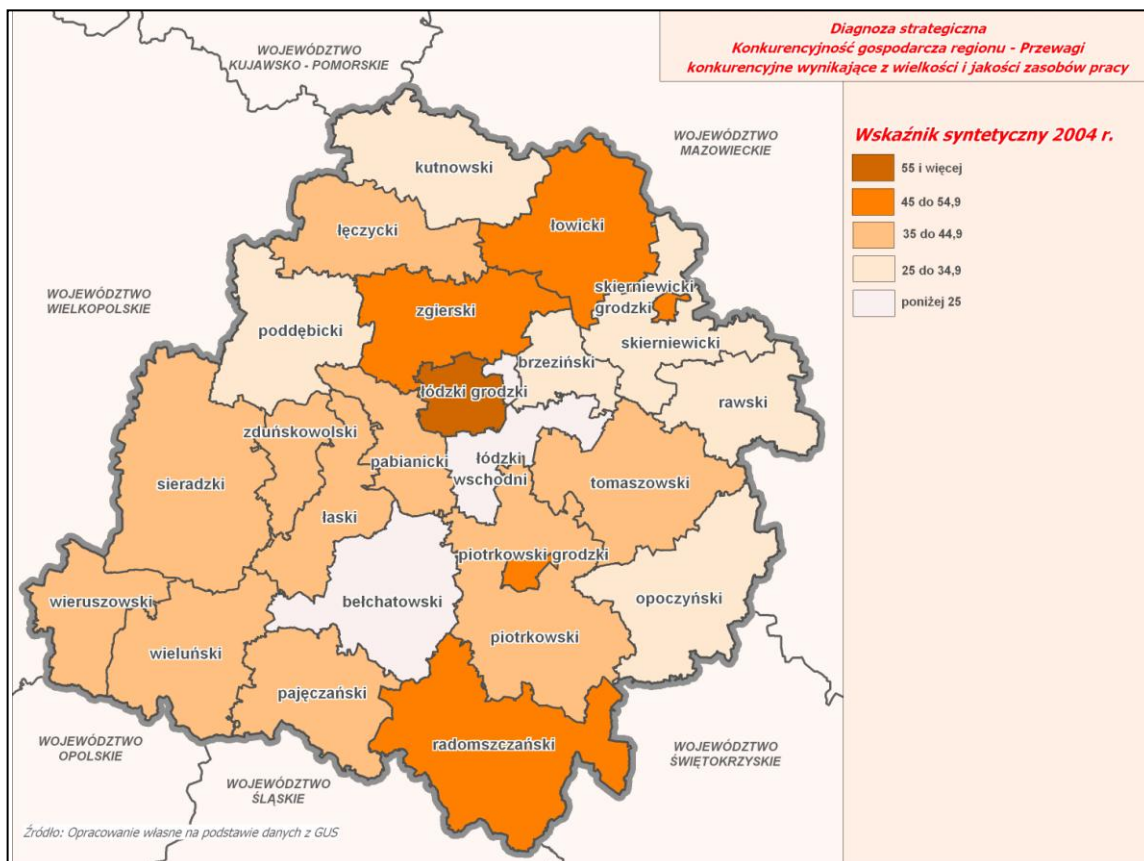 Diagnoza strategiczna
Konkurencyjność gospodarcza regionu - Przewagi
konkurencyjne wynikające z wielkości i jakości zasobów pracy
Wskaźnik syntetyczny 2004 r.
55 i więcej
45 do 54,9
35 do 44,9
25 do 34,9
poniżej 25
WOJEWÓDZTWO
KUJAWSKO - POMORSKIE
WOJEWÓDZTWO
MAZOWIECKIE
kutnowski
łęczycki
łowicki
WOJEWÓDZTWO
WIELKOPOLSKIE
skierniewicki
grodzki
zgierski
poddębicki
skierniewicki
brzeziński
łódzki grodzki
rawski
zduńskowolski
pabianicki
łódzki
wschodni
sieradzki
tomaszowski
łaski
piotrkowski grodzki
wieruszowski
bełchatowski
opoczyński
piotrkowski
wieluński
pajęczański
radomszczański
WOJEWÓDZTWO
OPOLSKIE
WOJEWÓDZTWO
ŚWIĘTOKRZYSKIE
WOJEWÓDZTWO
ŚLĄSKIE
Źródło: Opracowanie własne na podstawie danych z GUS